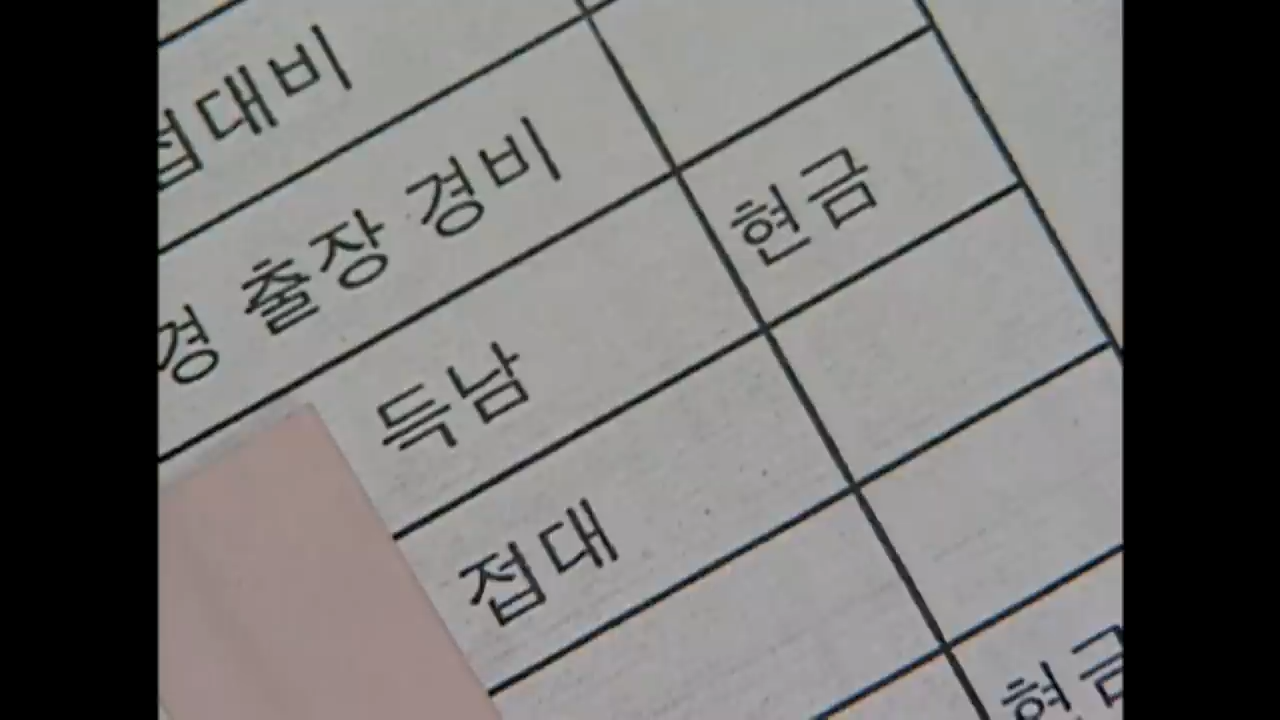 접대비
경 출장 경비
득남 현금
접대
현금